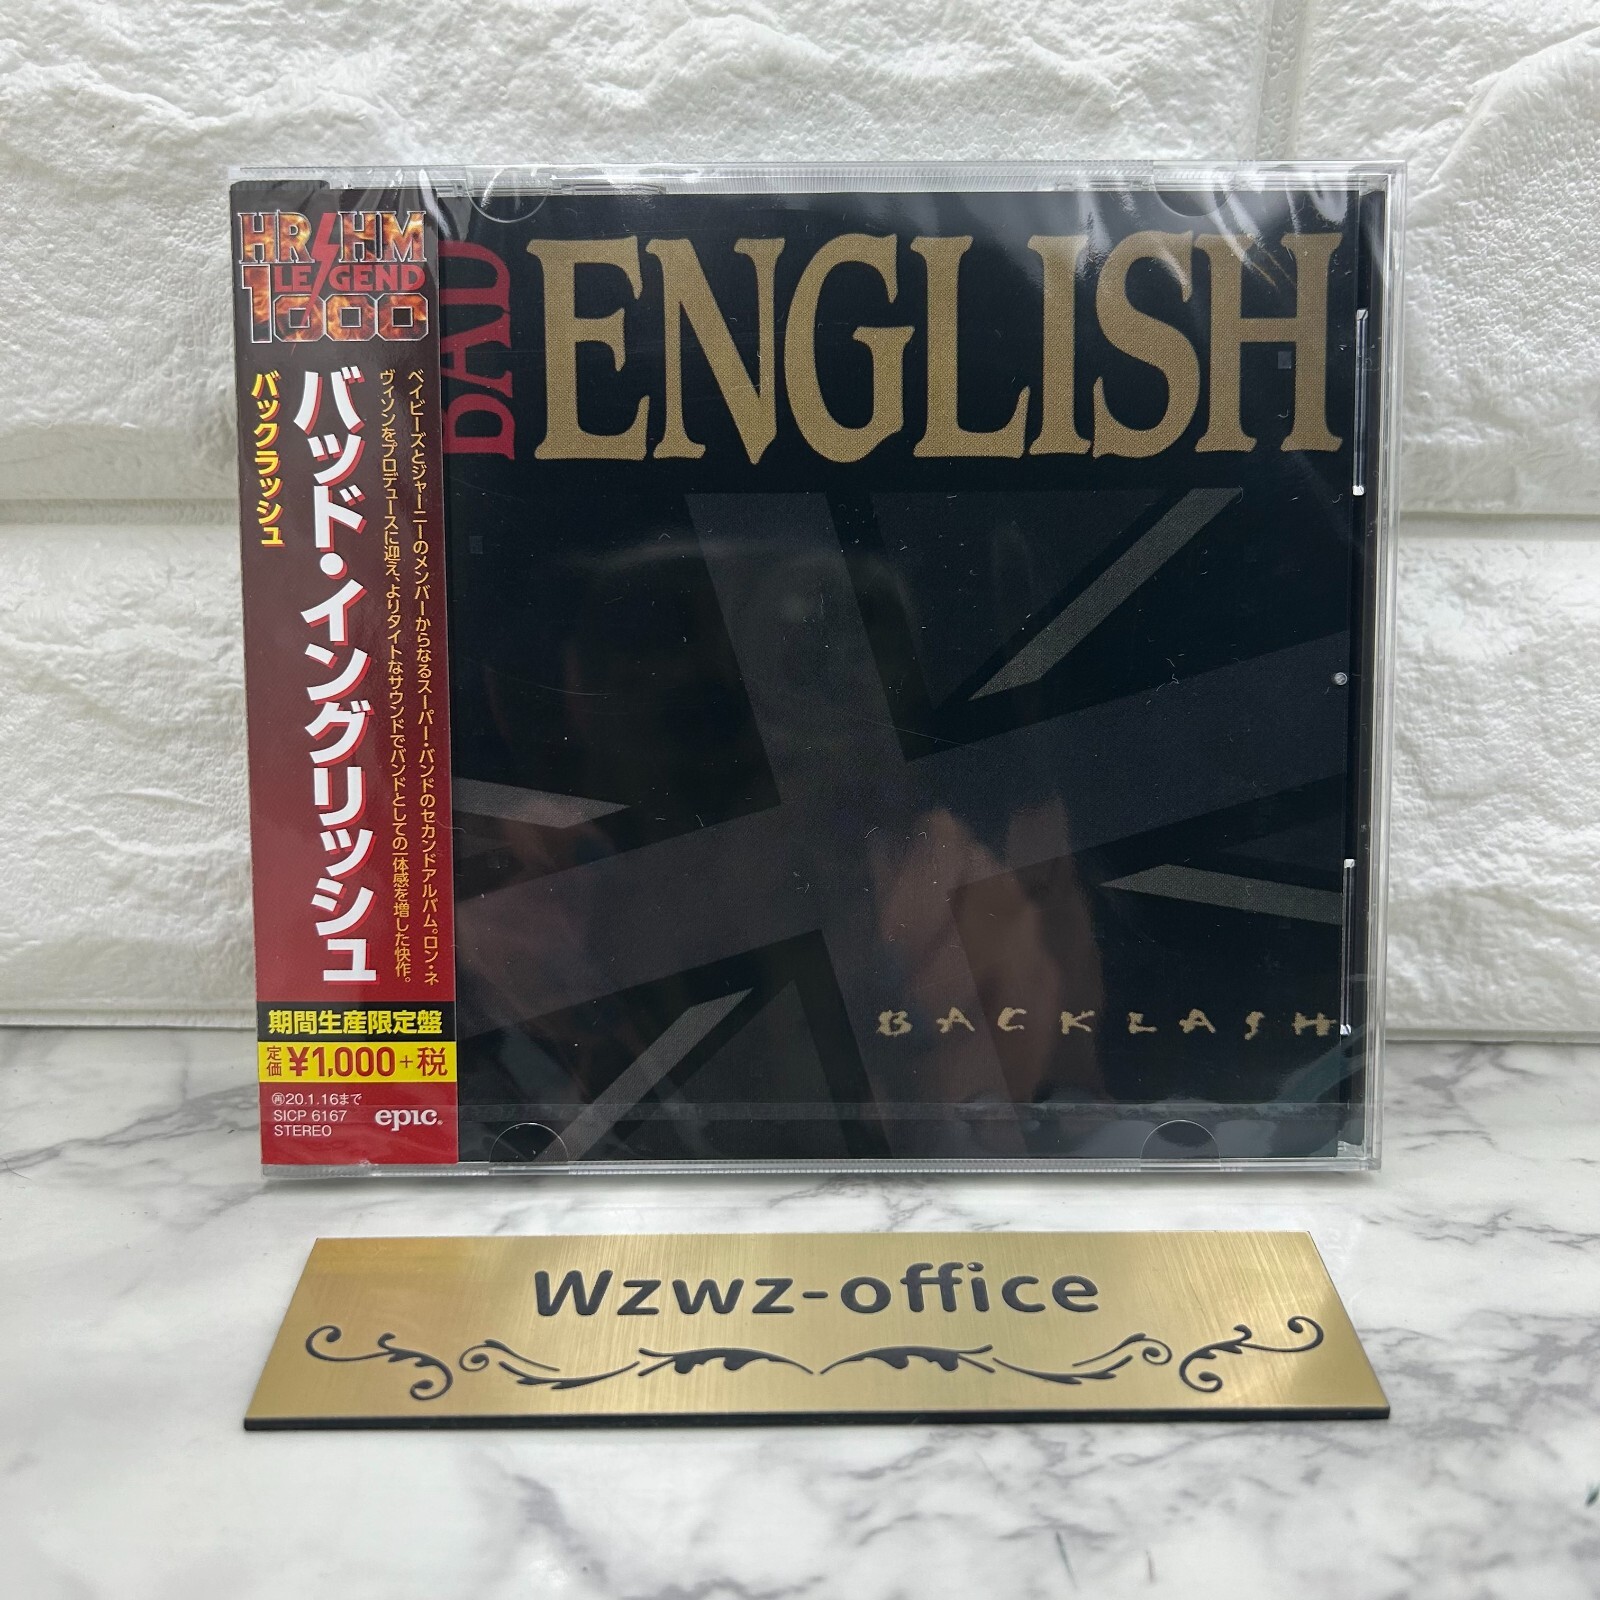 HR/HM
LEGEND
1000
バッド・イングリッシュ
バックラッシュ
ベイビーズとジャーニーのメンバーからなるスーパー・バンドのセカンドアルバム。ロン・ネ
ヴィソンをプロデュースに迎え、よりタイトなサウンドでバンドとしての一体感を増した快作。
期間生産限定盤
定価 ¥1,000+税
㋐20.1.16まで
SICP 6167
STEREO
epic.
BAD
ENGLISH
BACKLASH
Wzwz-office